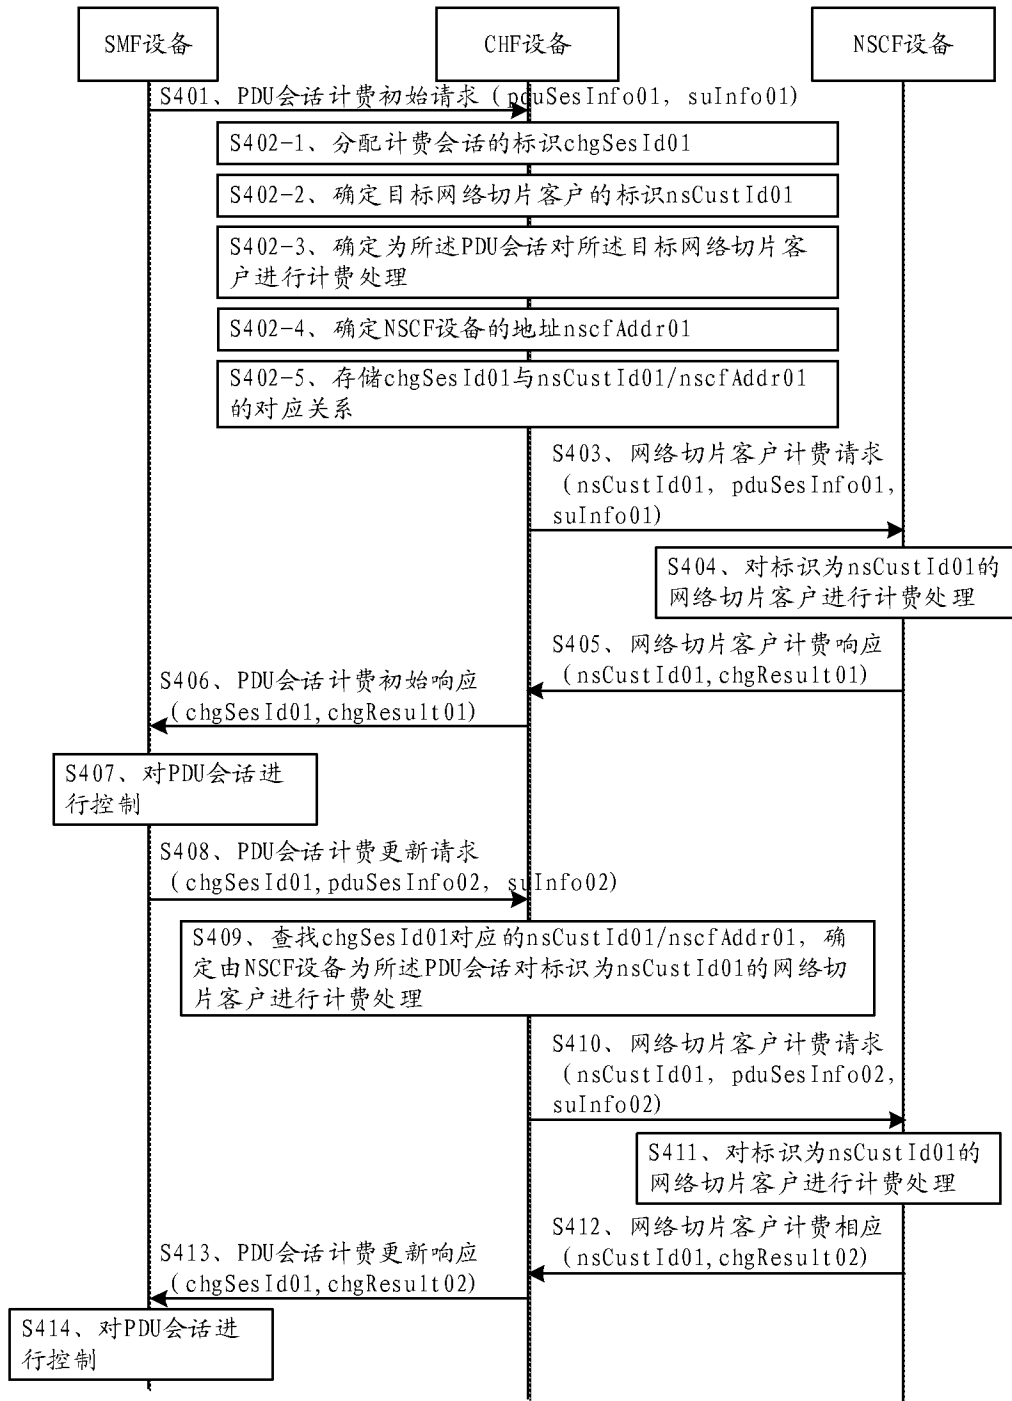 SMF设备
CHF设备
NSCF设备
S401、PDU会话计费初始请求（pduSesInfo01, suInfo01)
S402-1、分配计费会话的标识chgSesId01
S402-2、确定目标网络切片客户的标识nsCustId01
S402-3、确定为所述PDU会话对所述目标网络切片客
户进行计费处理
S402-4、确定NSCF设备的地址nscfAddr01
S402-5、存储chgSesId01与nsCustId01/nscfAddr01
的对应关系
S403、网络切片客户计费请求
（nsCustId01, pduSesInfo01,
suInfo01)
S404、对标识为nsCustId01的
网络切片客户进行计费处理
S405、网络切片客户计费响应
（nsCustId01,chgResult01)
S406、PDU会话计费初始响应
（chgSesId01,chgResult01)
S407、对PDU会话进
行控制
S408、PDU会话计费更新请求
（chgSesId01,pduSesInfo02, suInfo02)
S409、查找chgSesId01对应的nsCustId01/nscfAddr01, 确
定由NSCF设备为所述PDU会话对标识为nsCustId01的网络切
片客户进行计费处理
S410、网络切片客户计费请求
（nsCustId01, pduSesInfo02,
suInfo02)
S411、对标识为nsCustId01的
网络切片客户进行计费处理
S412、网络切片客户计费相应
（nsCustId01,chgResult02)
S413、PDU会话计费更新响应
（chgSesId01,chgResult02)
S414、对PDU会话进
行控制